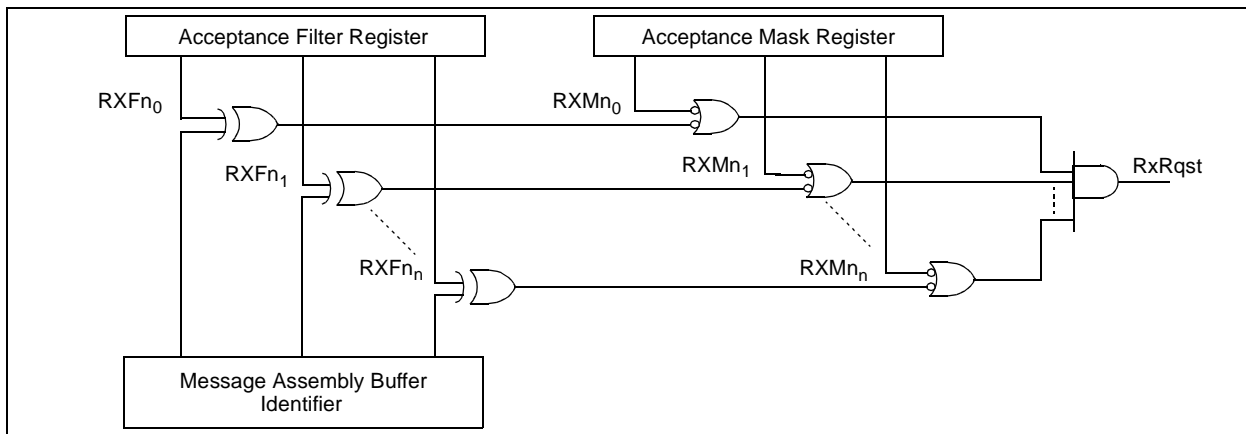 Acceptance Filter Register
Acceptance Mask Register
RXFn0
RXMn0
RXFn1
RXMn1
RxRqst
RXFnn
RXMnn
Message Assembly Buffer
Identifier